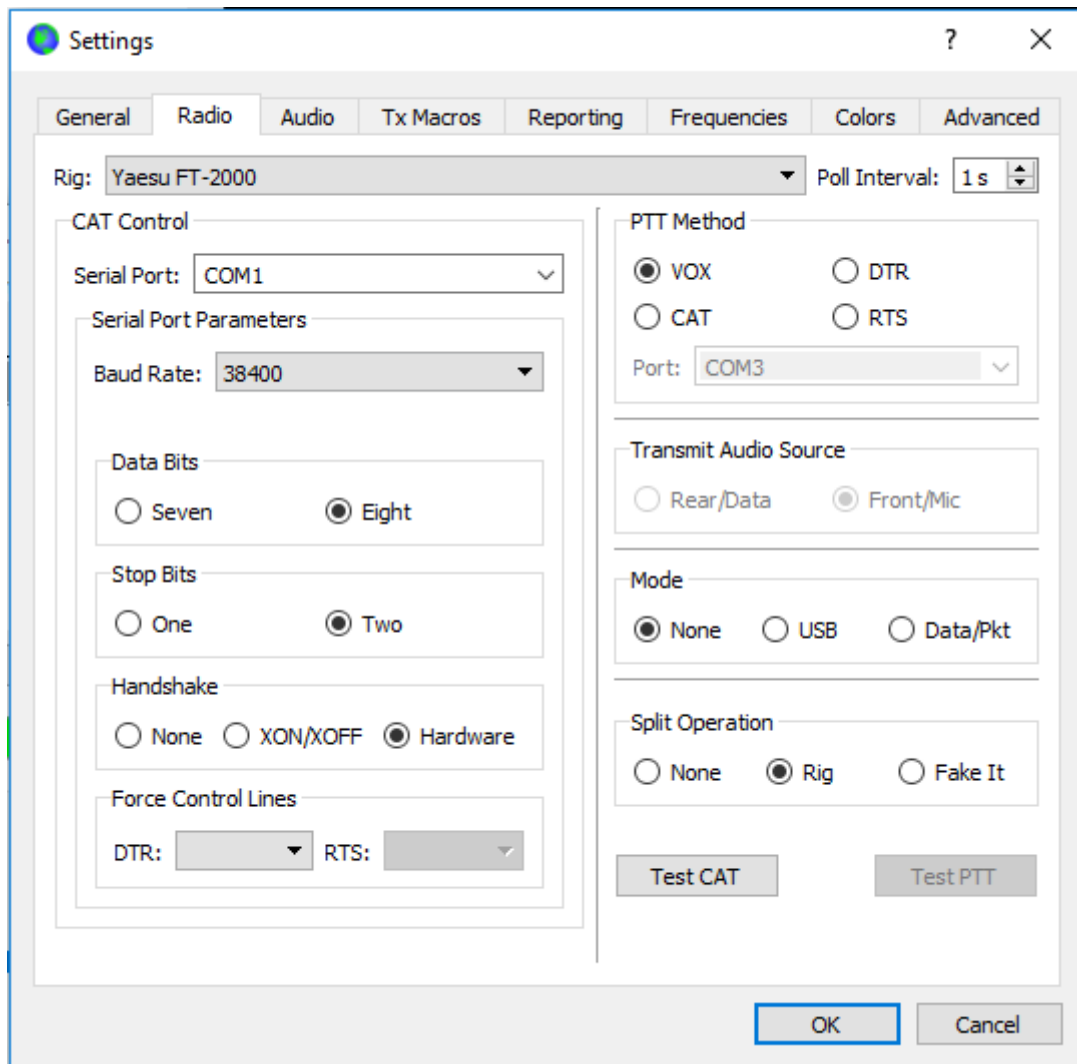 Settings
?
General Radio Audio Tx Macros Reporting Frequencies Colors Advanced
Rig: Yaesu FT-2000 Poll Interval: 1 s
CAT Control
Serial Port: COM1
Serial Port Parameters
Baud Rate: 38400
Data Bits
Seven Eight
Stop Bits
One Two
Handshake
None XON/XOFF Hardware
Force Control Lines
DTR: RTS:
PTT Method
VOX DTR
CAT RTS
Port: COM3
Transmit Audio Source
Rear/Data Front/Mic
Mode
None USB Data/Pkt
Split Operation
None Rig Fake It
Test CAT Test PTT
OK Cancel